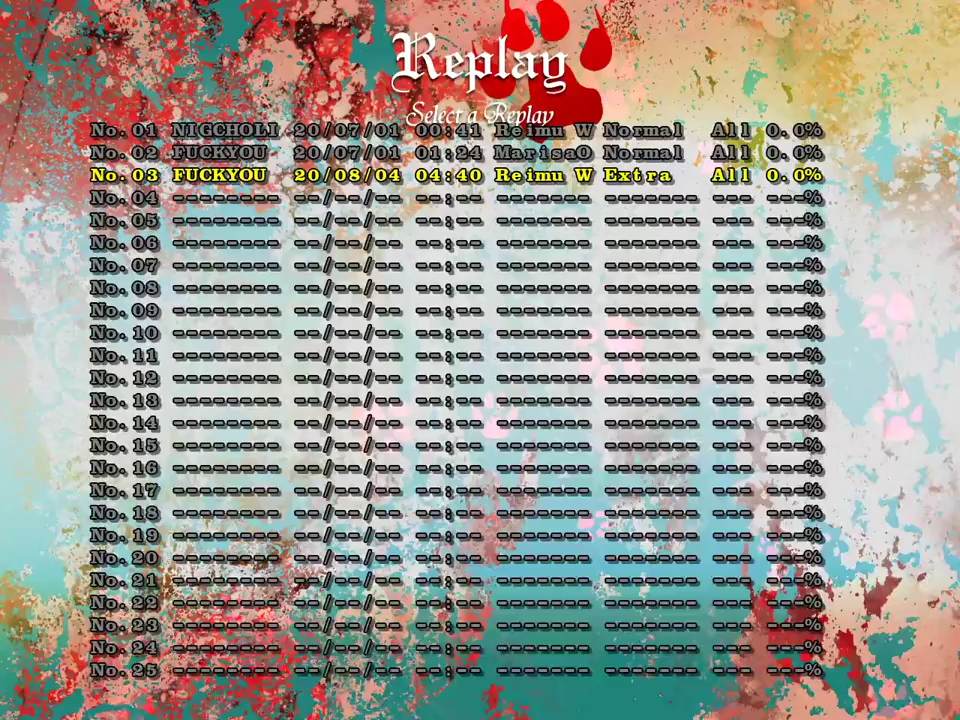 Replay
Select a Replay
No. 01 NIGCHOLI 20/07/01 00:41 Reimu W Normal All 0.0%
No. 02 FUCKYOU 20/07/01 01:24 MarisaO Normal All 0.0%
No. 03 FUCKYOU 20/08/04 04:40 Reimu W Extra All 0.0%
No. 04 -------- --/--/-- --:-- ------- ------- --- ---%
No. 05 -------- --/--/-- --:-- ------- ------- --- ---%
No. 06 -------- --/--/-- --:-- ------- ------- --- ---%
No. 07 -------- --/--/-- --:-- ------- ------- --- ---%
No. 08 -------- --/--/-- --:-- ------- ------- --- ---%
No. 09 -------- --/--/-- --:-- ------- ------- --- ---%
No. 10 -------- --/--/-- --:-- ------- ------- --- ---%
No. 11 -------- --/--/-- --:-- ------- ------- --- ---%
No. 12 -------- --/--/-- --:-- ------- ------- --- ---%
No. 13 -------- --/--/-- --:-- ------- ------- --- ---%
No. 14 -------- --/--/-- --:-- ------- ------- --- ---%
No. 15 -------- --/--/-- --:-- ------- ------- --- ---%
No. 16 -------- --/--/-- --:-- ------- ------- --- ---%
No. 17 -------- --/--/-- --:-- ------- ------- --- ---%
No. 18 -------- --/--/-- --:-- ------- ------- --- ---%
No. 19 -------- --/--/-- --:-- ------- ------- --- ---%
No. 20 -------- --/--/-- --:-- ------- ------- --- ---%
No. 21 -------- --/--/-- --:-- ------- ------- --- ---%
No. 22 -------- --/--/-- --:-- ------- ------- --- ---%
No. 23 -------- --/--/-- --:-- ------- ------- --- ---%
No. 24 -------- --/--/-- --:-- ------- ------- --- ---%
No. 25 -------- --/--/-- --:-- ------- ------- --- ---%